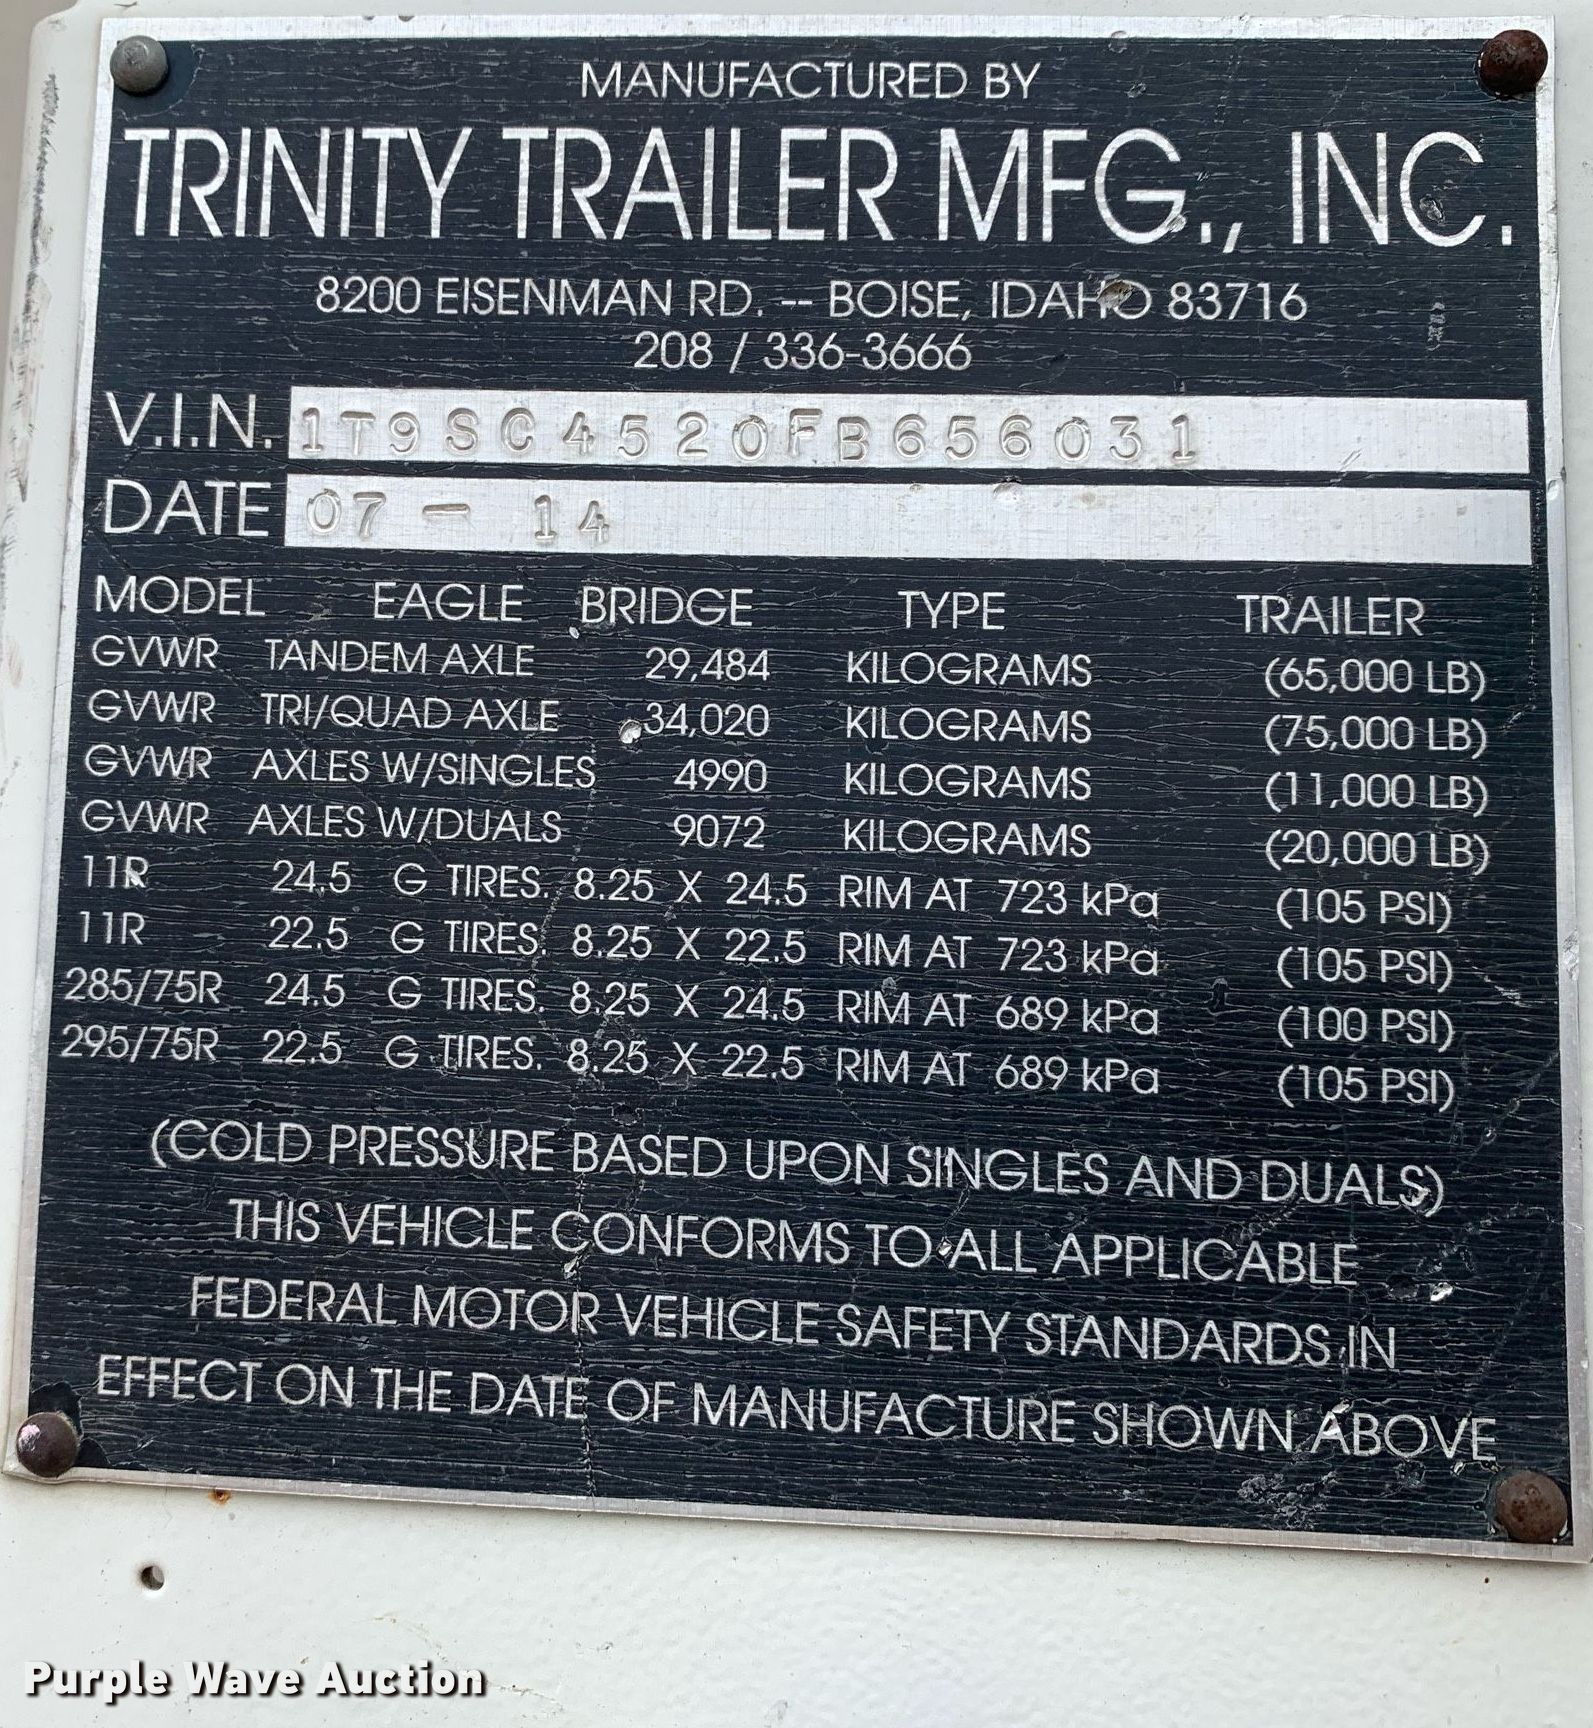 MANUFACTURED BY
TRINITY TRAILER MFG., INC.
8200 EISENMAN RD. -- BOISE, IDAHO 83716
208 / 336-3666
V.I.N. 1T9SC4520FB656031
DATE 07 - 14
MODEL EAGLE BRIDGE TYPE TRAILER
GVWR TANDEM AXLE 29,484 KILOGRAMS (65,000 LB)
GVWR TRI/QUAD AXLE 34,020 KILOGRAMS (75,000 LB)
GVWR AXLES W/SINGLES 4990 KILOGRAMS (11,000 LB)
GVWR AXLES W/DUALS 9072 KILOGRAMS (20,000 LB)
11R 24.5 G TIRES. 8.25 X 24.5 RIM AT 723 kPa (105 PSI)
11R 22.5 G TIRES. 8.25 X 22.5 RIM AT 723 kPa (105 PSI)
285/75R 24.5 G TIRES. 8.25 X 24.5 RIM AT 689 kPa (100 PSI)
295/75R 22.5 G TIRES. 8.25 X 22.5 RIM AT 689 kPa (105 PSI)
(COLD PRESSURE BASED UPON SINGLES AND DUALS)
THIS VEHICLE CONFORMS TO ALL APPLICABLE
FEDERAL MOTOR VEHICLE SAFETY STANDARDS IN
EFFECT ON THE DATE OF MANUFACTURE SHOWN ABOVE
Purple Wave Auction